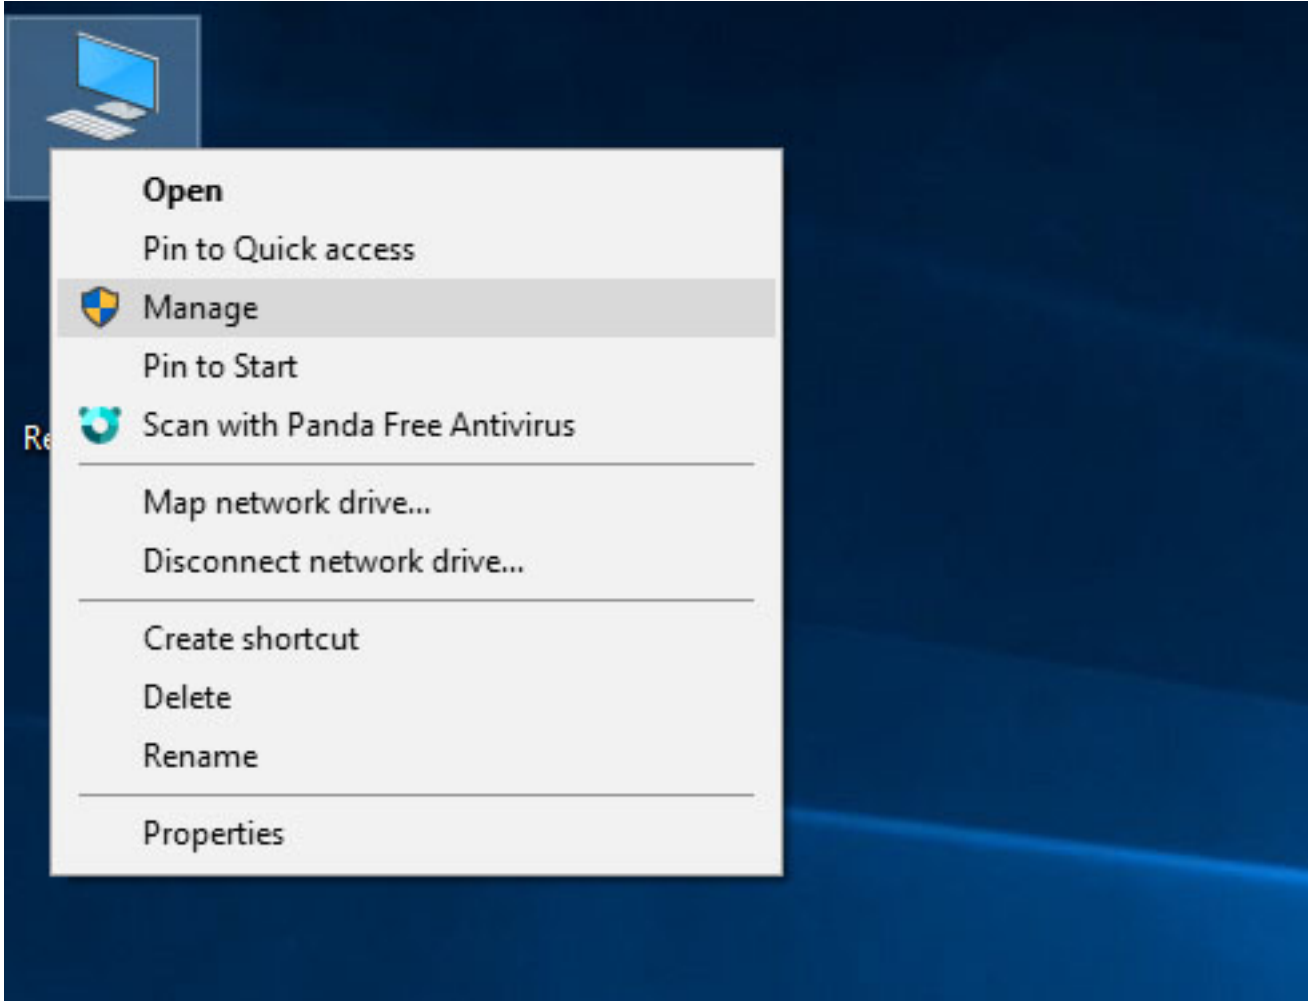 Open
Pin to Quick access
Manage
Pin to Start
Scan with Panda Free Antivirus
Map network drive...
Disconnect network drive...
Create shortcut
Delete
Rename
Properties